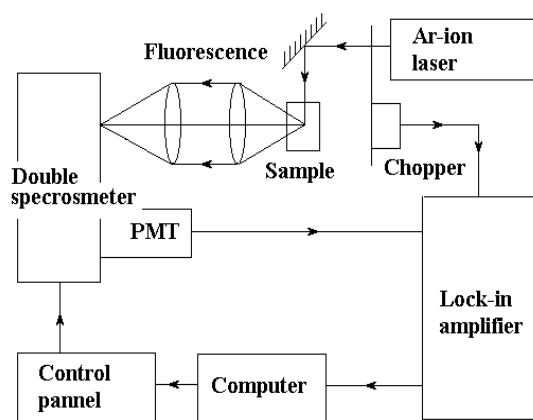 Fluorescence
Ar-ion
laser
Sample
Chopper
Double
specrosmeter
PMT
Lock-in
amplifier
Control
pannel
Computer